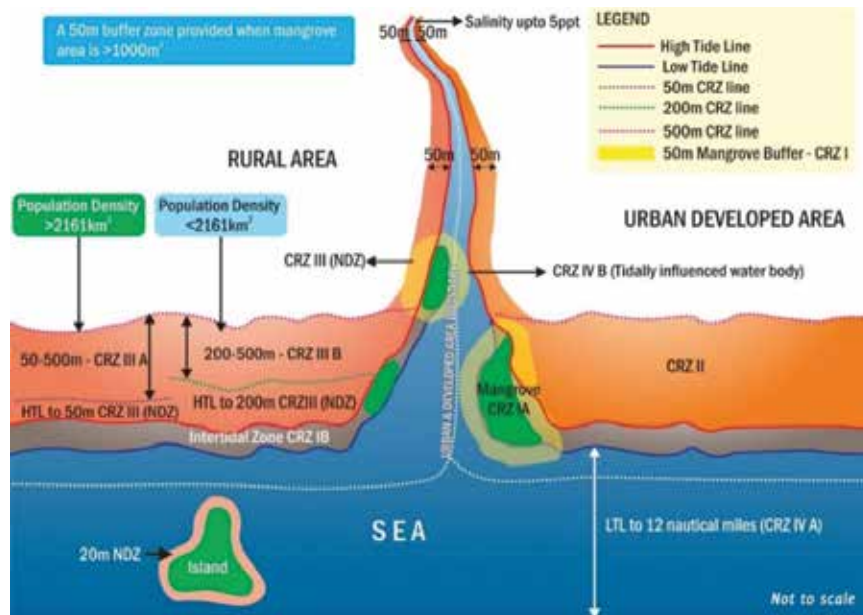 A 50m buffer zone provided when mangrove
area is >1000m²
50m
50m
Salinity upto 5ppt
LEGEND
High Tide Line
Low Tide Line
50m CRZ line
200m CRZ line
500m CRZ line
50m Mangrove Buffer - CRZ I
RURAL AREA
50m
50m
URBAN DEVELOPED AREA
Population Density
>2161km²
Population Density
<2161km²
CRZ III (NDZ)
CRZ IV B (Tidally influenced water body)
50-500m - CRZ III A
200-500m - CRZ III B
CRZ II
HTL to 50m CRZ III (NDZ)
HTL to 200m CRZIII (NDZ)
Mangrove
CRZ IA
Intertidal Zone CRZ IB
URBAN & DEVELOPED AREA
SEA
LTL to 12 nautical miles (CRZ IV A)
20m NDZ
Island
Not to scale